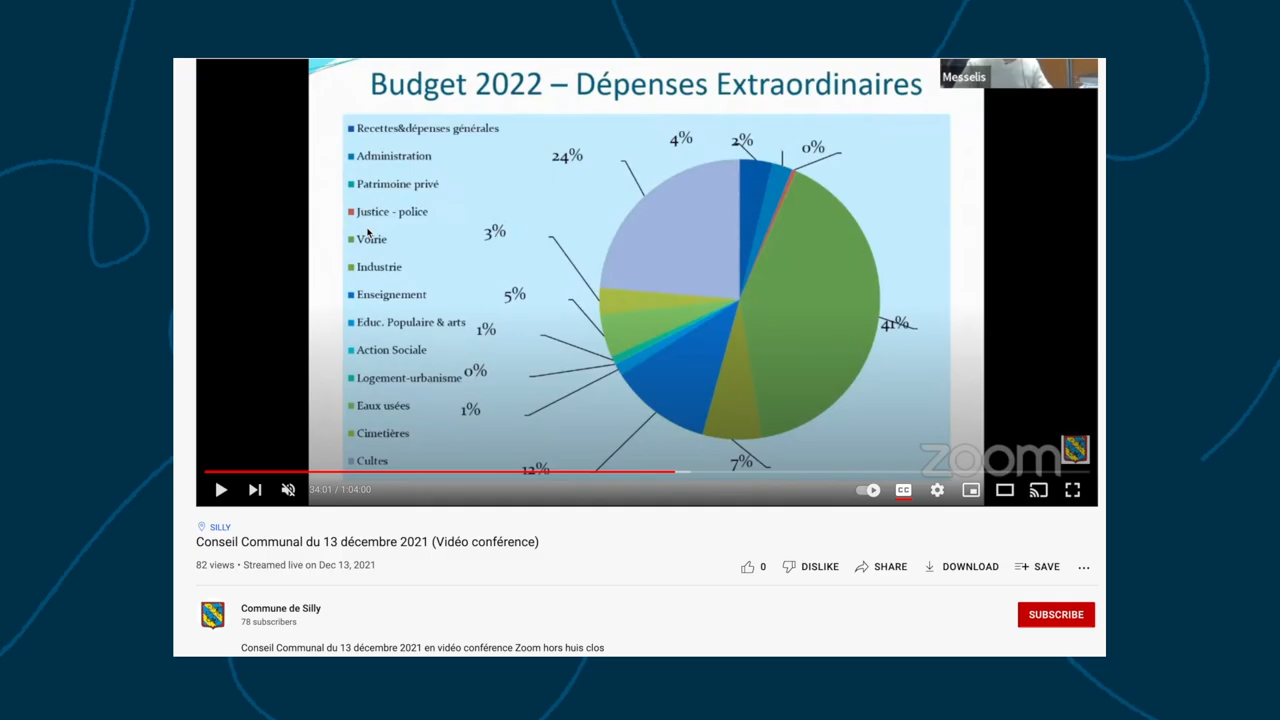 Budget 2022 – Dépenses Extraordinaires
Messelis
Recettes&dépenses générales
Administration
Patrimoine privé
Justice - police
Voirie
Industrie
Enseignement
Educ. Populaire & arts
Action Sociale
Logement-urbanisme
Eaux usées
Cimetières
Cultes
4%
2%
0%
24%
3%
5%
1%
0%
1%
12%
7%
41%
zoom
34:01 / 1:04:00
CC
SILLY
Conseil Communal du 13 décembre 2021 (Vidéo conférence)
82 views • Streamed live on Dec 13, 2021
0 DISLIKE SHARE DOWNLOAD SAVE
Commune de Silly
78 subscribers
SUBSCRIBE
Conseil Communal du 13 décembre 2021 en vidéo conférence Zoom hors huis clos